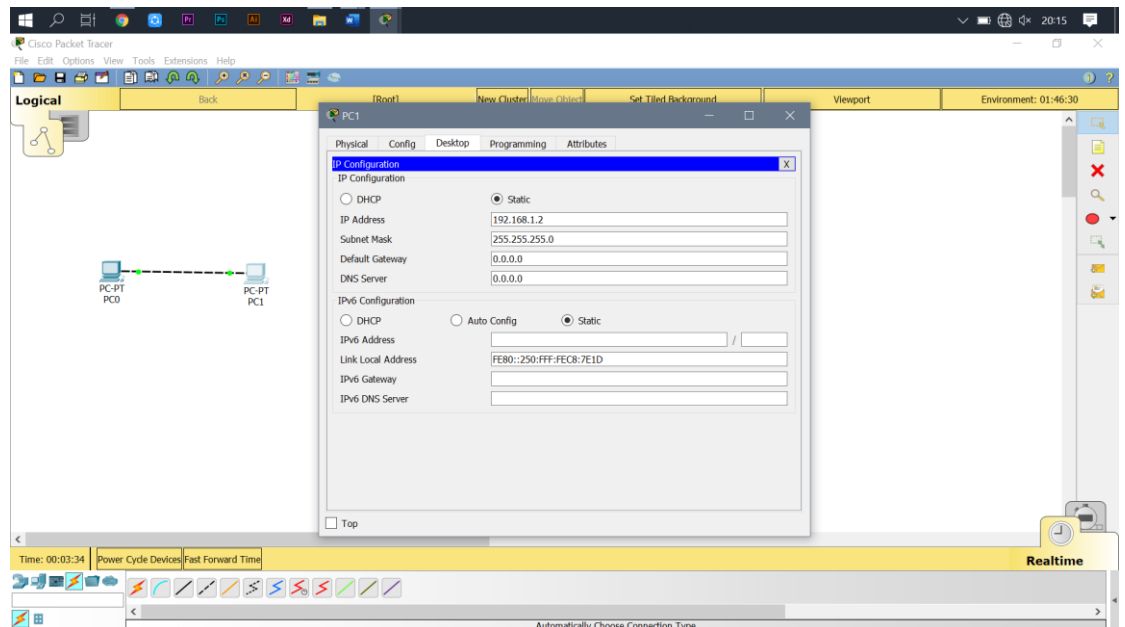 Pr Ps Ai Xd 20:15
Cisco Packet Tracer
File Edit Options View Tools Extensions Help
Logical Back [Root] New Cluster Move Object Set Tiled Background Viewport Environment: 01:46:30
PC1
Physical Config Desktop Programming Attributes
IP Configuration X
IP Configuration
DHCP Static
IP Address 192.168.1.2
Subnet Mask 255.255.255.0
Default Gateway 0.0.0.0
DNS Server 0.0.0.0
IPv6 Configuration
DHCP Auto Config Static
IPv6 Address /
Link Local Address FE80::250:FFF:FEC8:7E1D
IPv6 Gateway
IPv6 DNS Server
Top
PC-PT
PC0
PC-PT
PC1
Time: 00:03:34 Power Cycle Devices Fast Forward Time Realtime
Automatically Choose Connection Type